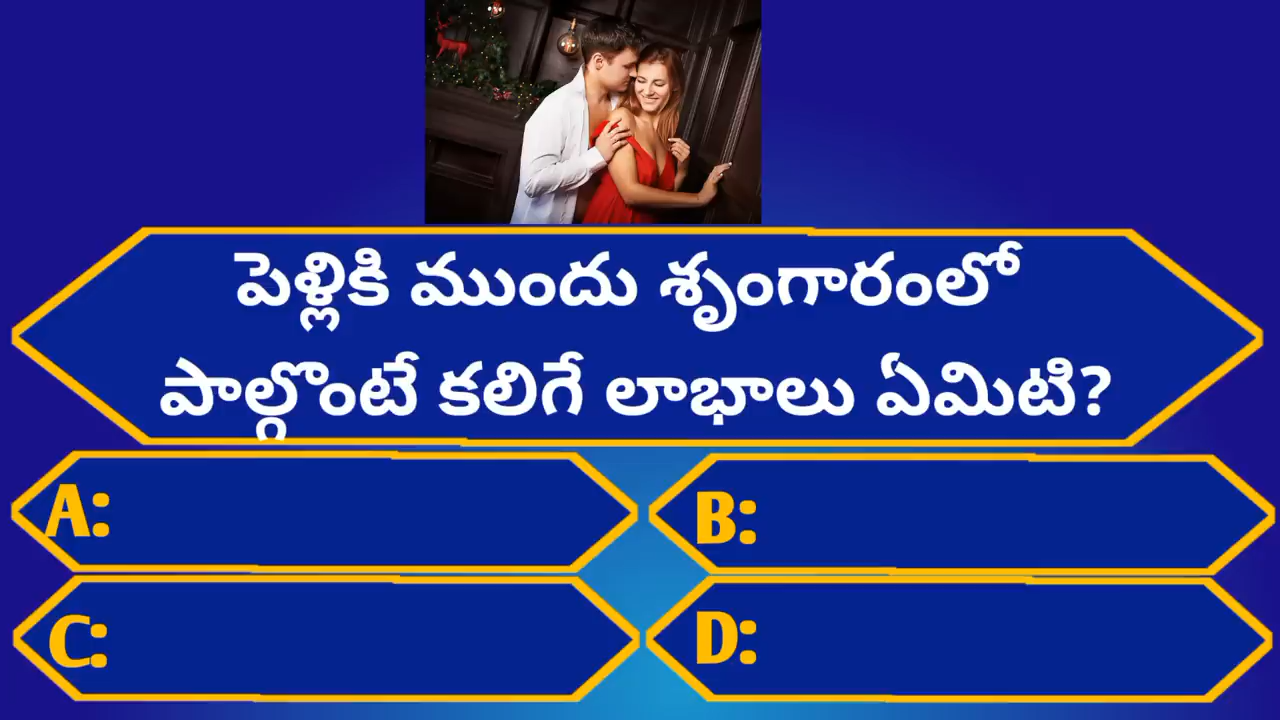 పెళ్లికి ముందు శృంగారంలో
పాల్గొంటే కలిగే లాభాలు ఏమిటి?
A:
B:
C:
D: